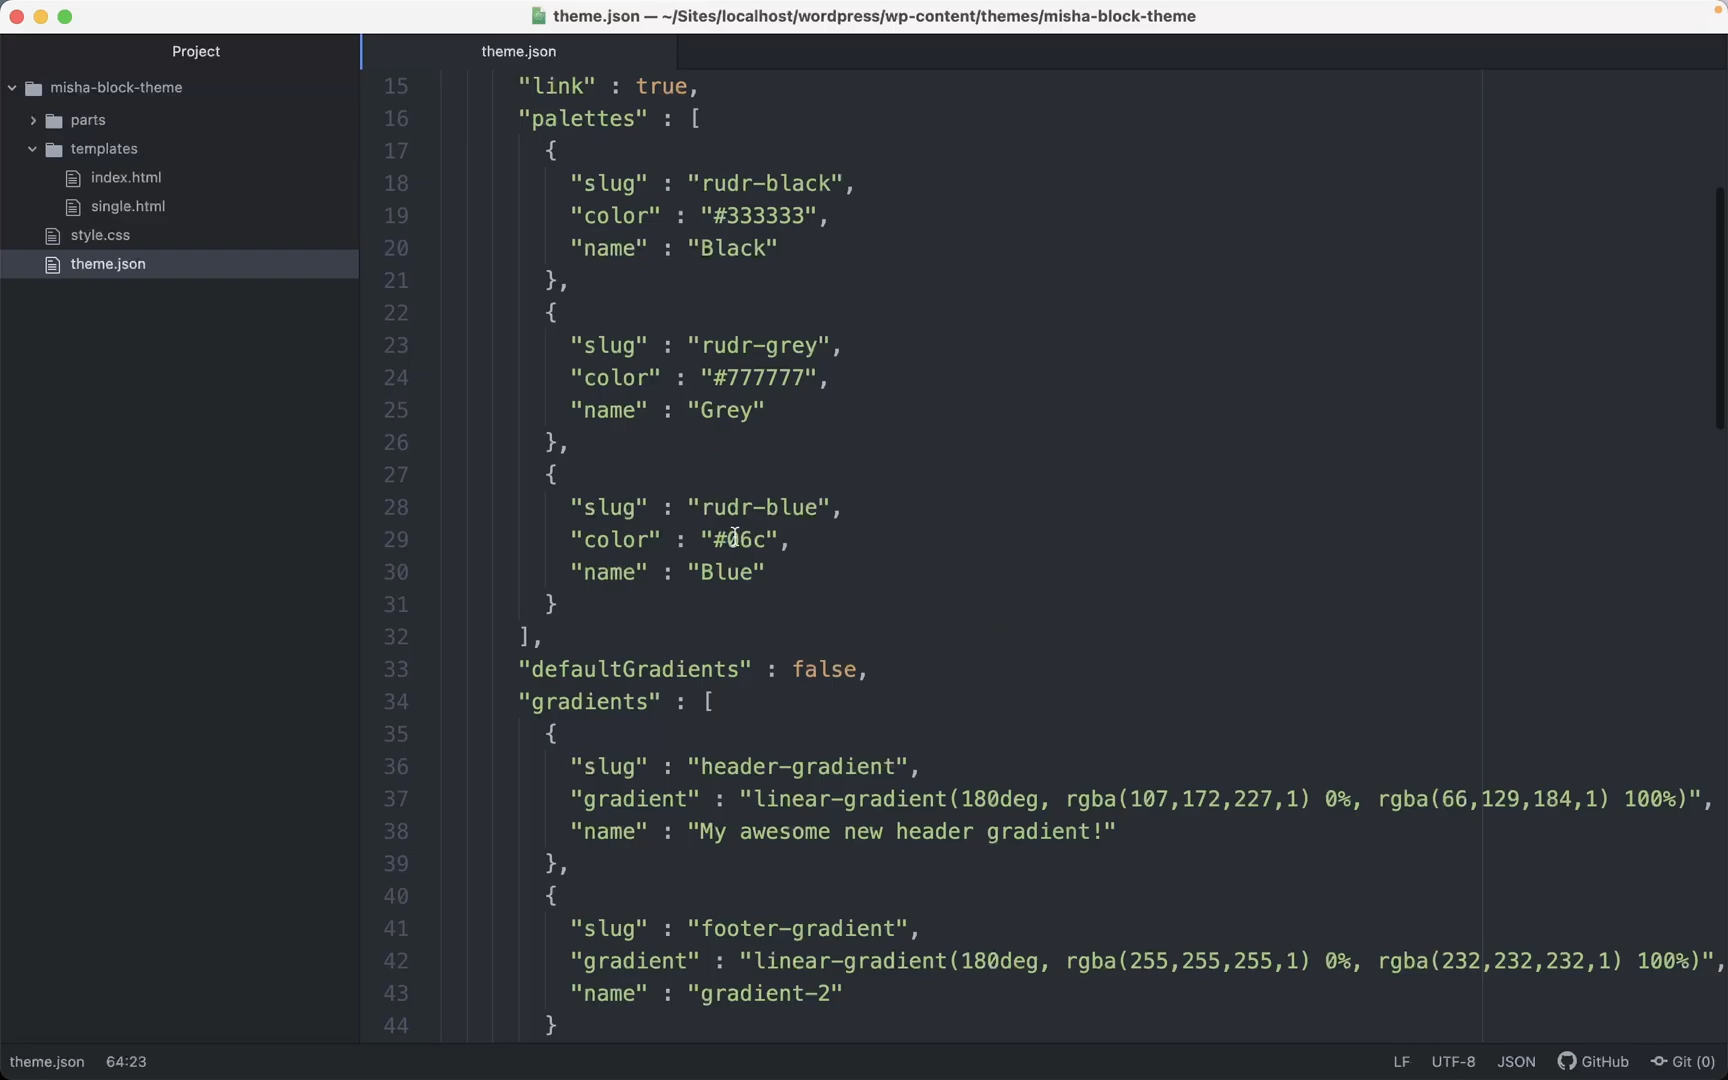 theme.json — ~/Sites/localhost/wordpress/wp-content/themes/misha-block-theme
Project
theme.json
misha-block-theme
parts
templates
index.html
single.html
style.css
theme.json
15 "link" : true,
16 "palettes" : [
17 {
18 "slug" : "rudr-black",
19 "color" : "#333333",
20 "name" : "Black"
21 },
22 {
23 "slug" : "rudr-grey",
24 "color" : "#777777",
25 "name" : "Grey"
26 },
27 {
28 "slug" : "rudr-blue",
29 "color" : "#06c",
30 "name" : "Blue"
31 }
32 ],
33 "defaultGradients" : false,
34 "gradients" : [
35 {
36 "slug" : "header-gradient",
37 "gradient" : "linear-gradient(180deg, rgba(107,172,227,1) 0%, rgba(66,129,184,1) 100%)",
38 "name" : "My awesome new header gradient!"
39 },
40 {
41 "slug" : "footer-gradient",
42 "gradient" : "linear-gradient(180deg, rgba(255,255,255,1) 0%, rgba(232,232,232,1) 100%)",
43 "name" : "gradient-2"
44 }
theme.json 64:23 LF UTF-8 JSON GitHub Git (0)